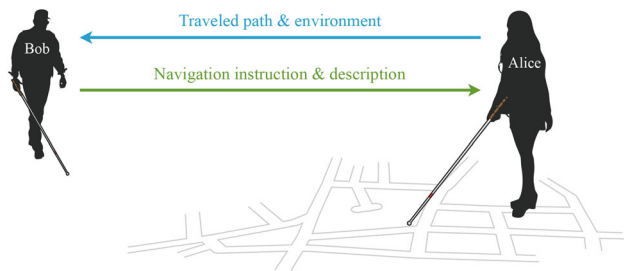 Traveled path & environment
Bob
Alice
Navigation instruction & description